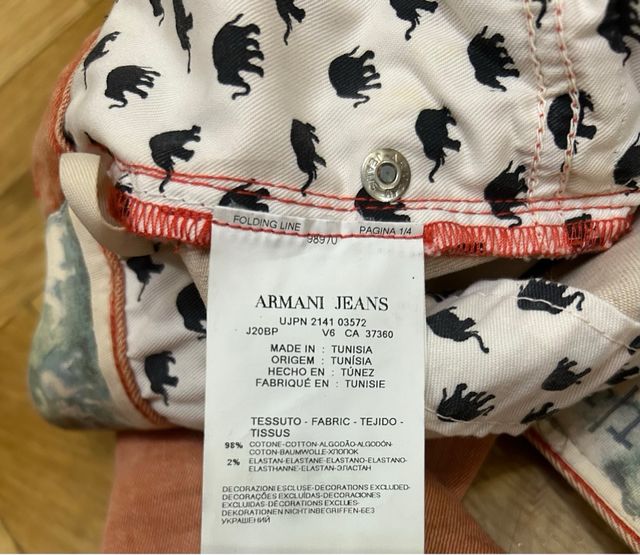 FOLDING LINE PAGINA 1/4
98970
ARMANI JEANS
UJPN 2141 03572
J20BP V6 CA 37360
MADE IN : TUNISIA
ORIGEM : TUNÍSIA
HECHO EN : TÚNEZ
FABRIQUÉ EN : TUNISIE
TESSUTO - FABRIC - TEJIDO -
TISSUS
98% COTONE-COTTON-ALGODÃO-ALGODÓN-
COTON-BAUMWOLLE-ХЛОПОК
2% ELASTAN-ELASTANE-ELASTANO-ELASTANO-
ELASTHANNE-ELASTAN-ЭЛАСТАН
DECORAZIONI ESCLUSE-DECORATIONS EXCLUDED-
DECORAÇÕES EXCLUÍDAS-DECORACIONES
EXCLUIDAS-DÉCORATIONS EXCLUES-
DEKORATIONEN NICHT INBEGRIFFEN-БЕЗ
УКРАШЕНИЙ